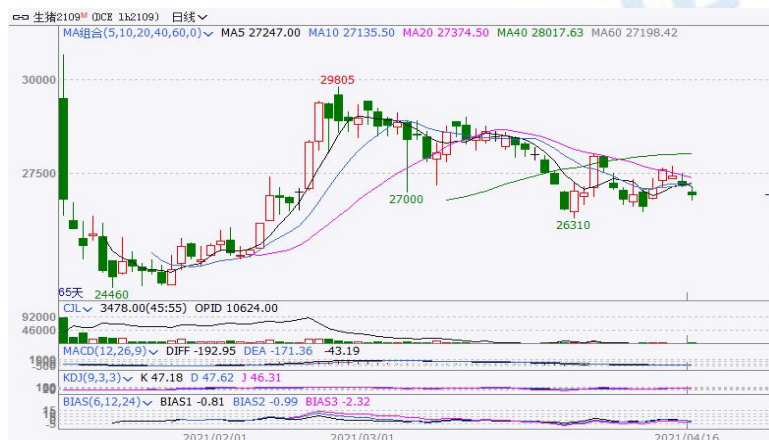 生猪2109M (DCE lh2109) 日线
MA组合(5,10,20,40,60,0) MA5 27247.00 MA10 27135.50 MA20 27374.50 MA40 28017.63 MA60 27198.42
30000
29805
27500
27000
26310
65天 24460
CJL 3478.00(45:55) OPID 10624.00
92000
46000
MACD(12,26,9) DIFF -192.95 DEA -171.36 -43.19
KDJ(9,3,3) K 47.18 D 47.62 J 46.31
BIAS(6,12,24) BIAS1 -0.81 BIAS2 -0.99 BIAS3 -2.32
2021/02/01 2021/03/01 2021/04/16